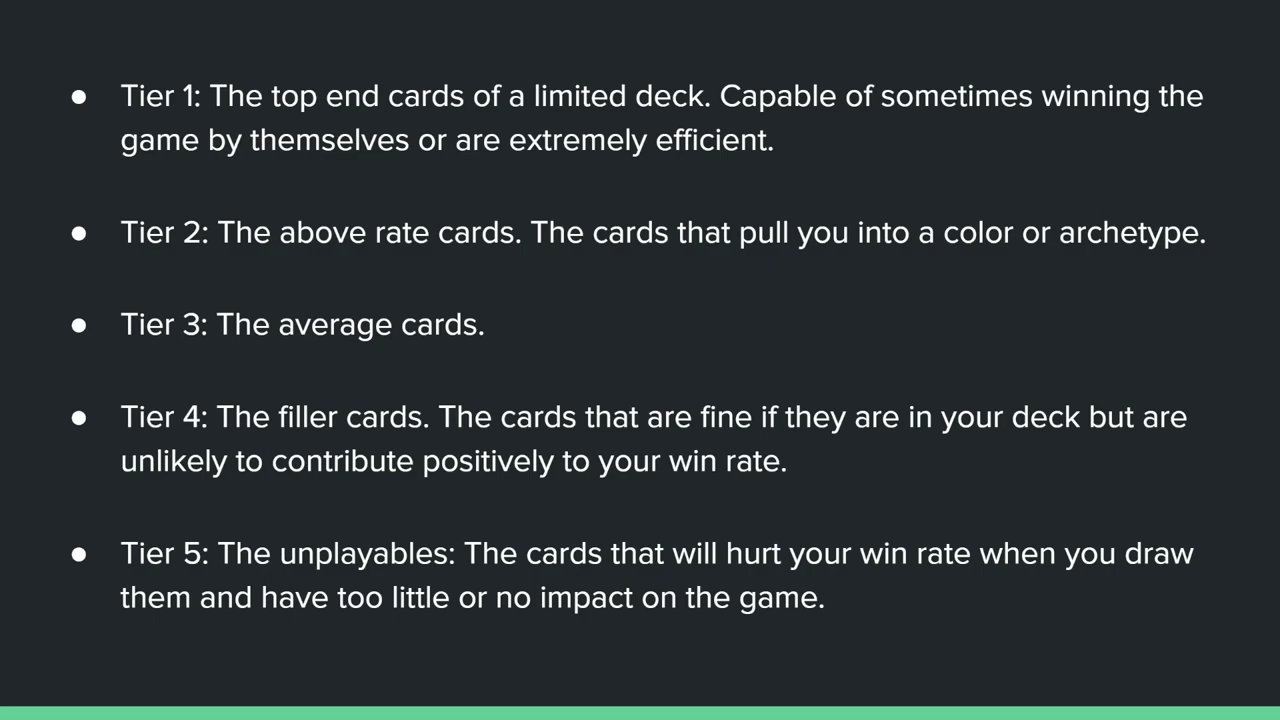 ● Tier 1: The top end cards of a limited deck. Capable of sometimes winning the
game by themselves or are extremely efficient.
● Tier 2: The above rate cards. The cards that pull you into a color or archetype.
● Tier 3: The average cards.
● Tier 4: The filler cards. The cards that are fine if they are in your deck but are
unlikely to contribute positively to your win rate.
● Tier 5: The unplayables: The cards that will hurt your win rate when you draw
them and have too little or no impact on the game.